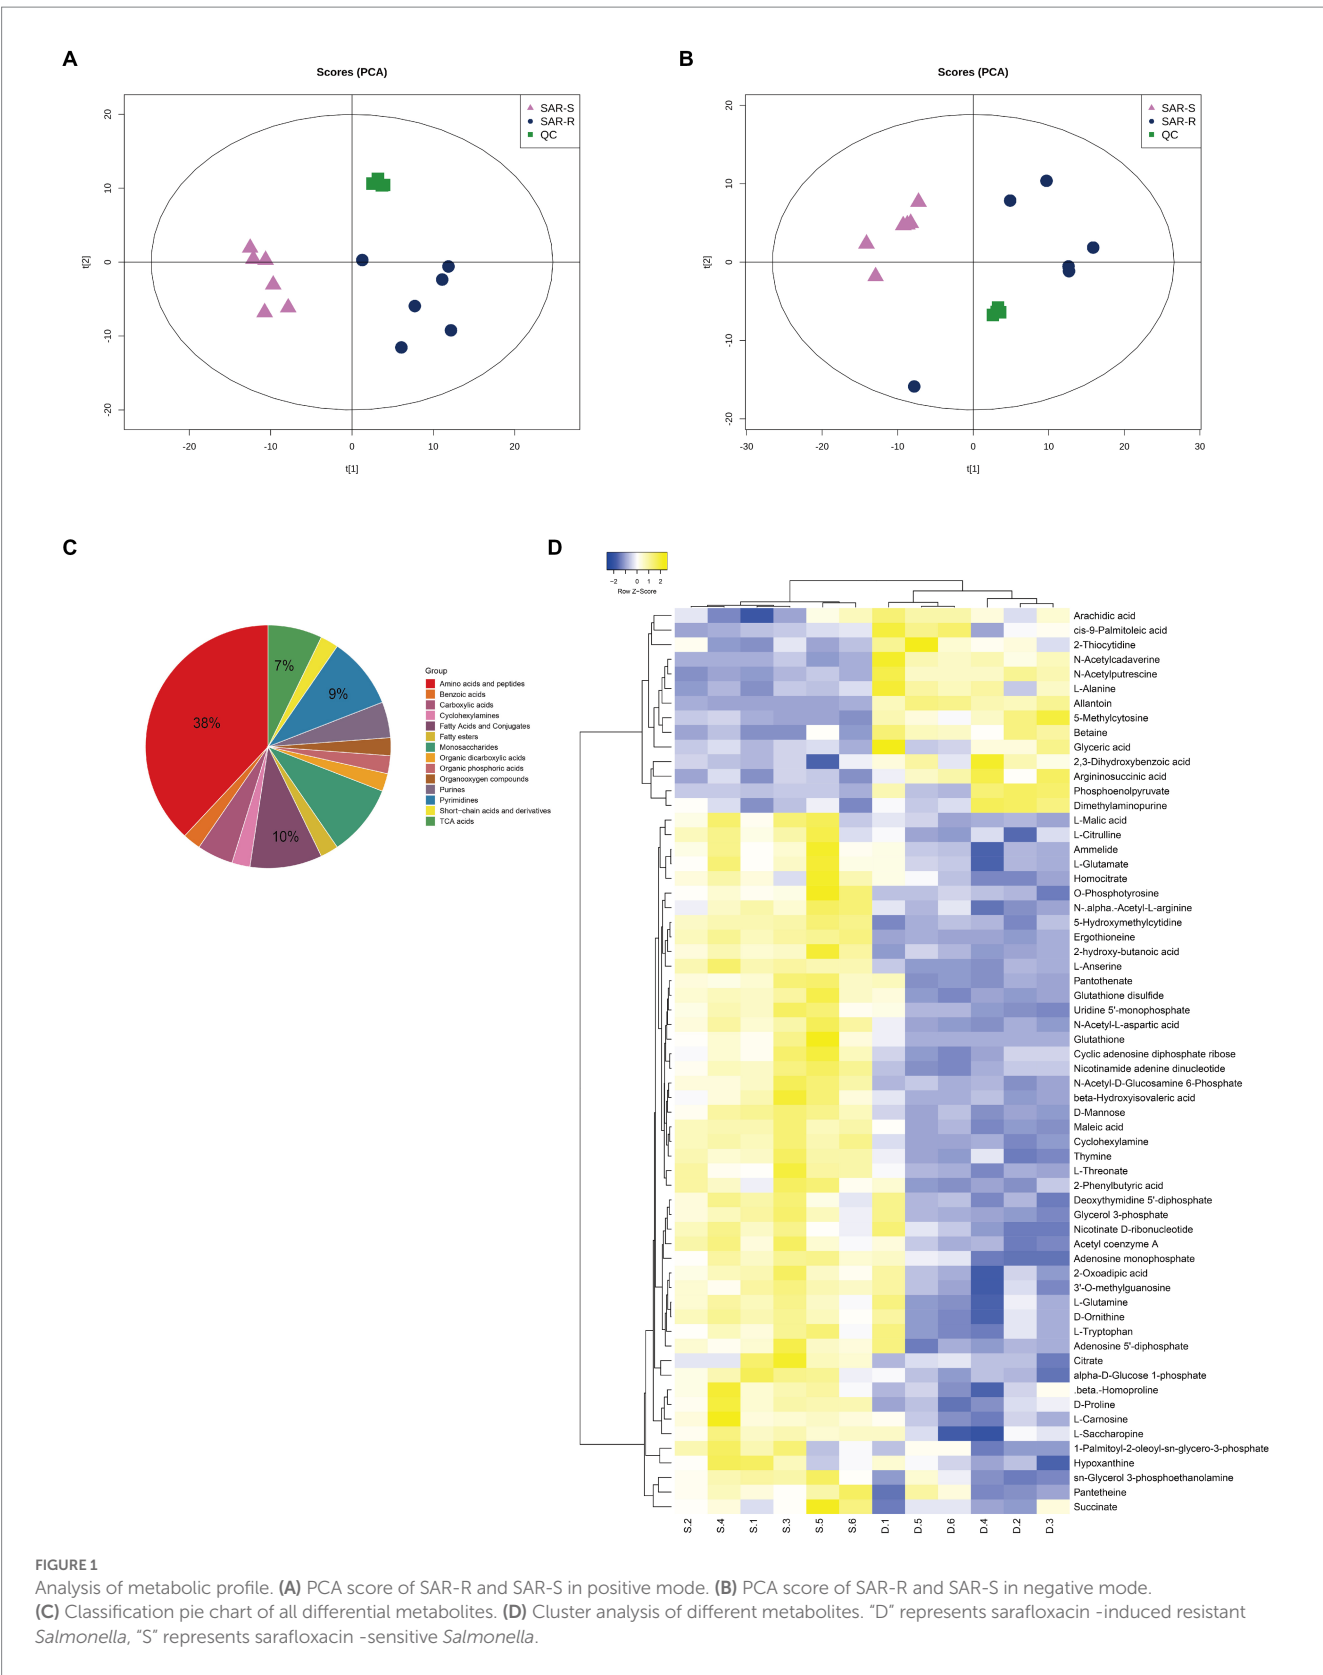 A
Scores (PCA)
SAR-S
SAR-R
QC
20
10
0
-10
-20
t[2]
-20
-10
0
10
20
t[1]
B
Scores (PCA)
SAR-S
SAR-R
QC
20
10
0
-10
-20
t[2]
-30
-20
-10
0
10
20
30
t[1]
C
7%
9%
38%
10%
Group
Amino acids and peptides
Benzoic acids
Carboxylic acids
Cyclohexylamines
Fatty Acids and Conjugates
Fatty esters
Monosaccharides
Organic dicarboxylic acids
Organic phosphoric acids
Organooxygen compounds
Purines
Pyrimidines
Short−chain acids and derivatives
TCA acids
D
−2 0 1 2
Row Z−Score
Arachidic acid
cis-9-Palmitoleic acid
2-Thiocytidine
N-Acetylcadaverine
N-Acetylputrescine
L-Alanine
Allantoin
5-Methylcytosine
Betaine
Glyceric acid
2,3-Dihydroxybenzoic acid
Argininosuccinic acid
Phosphoenolpyruvate
Dimethylaminopurine
L-Malic acid
L-Citrulline
Ammelide
L-Glutamate
Homocitrate
O-Phosphotyrosine
N-.alpha.-Acetyl-L-arginine
5-Hydroxymethylcytidine
Ergothioneine
2-hydroxy-butanoic acid
L-Anserine
Pantothenate
Glutathione disulfide
Uridine 5'-monophosphate
N-Acetyl-L-aspartic acid
Glutathione
Cyclic adenosine diphosphate ribose
Nicotinamide adenine dinucleotide
N-Acetyl-D-Glucosamine 6-Phosphate
beta-Hydroxyisovaleric acid
D-Mannose
Maleic acid
Cyclohexylamine
Thymine
L-Threonate
2-Phenylbutyric acid
Deoxythymidine 5'-diphosphate
Glycerol 3-phosphate
Nicotinate D-ribonucleotide
Acetyl coenzyme A
Adenosine monophosphate
2-Oxoadipic acid
3'-O-methylguanosine
L-Glutamine
D-Ornithine
L-Tryptophan
Adenosine 5'-diphosphate
Citrate
alpha-D-Glucose 1-phosphate
.beta.-Homoproline
D-Proline
L-Carnosine
L-Saccharopine
1-Palmitoyl-2-oleoyl-sn-glycero-3-phosphate
Hypoxanthine
sn-Glycerol 3-phosphoethanolamine
Pantetheine
Succinate
S.2
S.4
S.1
S.3
S.5
S.6
D.1
D.5
D.6
D.4
D.2
D.3
FIGURE 1
Analysis of metabolic profile. (A) PCA score of SAR-R and SAR-S in positive mode. (B) PCA score of SAR-R and SAR-S in negative mode.
(C) Classification pie chart of all differential metabolites. (D) Cluster analysis of different metabolites. “D” represents sarafloxacin -induced resistant
Salmonella, “S” represents sarafloxacin -sensitive Salmonella.